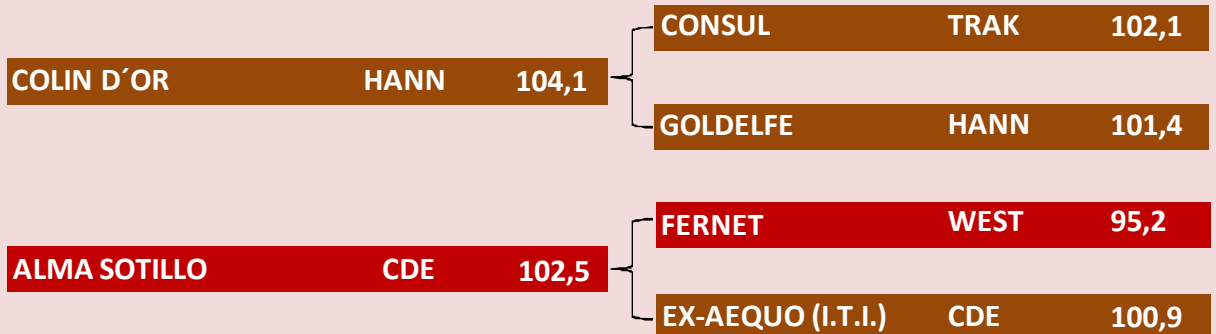 CONSUL TRAK 102,1
COLIN D´OR HANN 104,1
GOLDELFE HANN 101,4
FERNET WEST 95,2
ALMA SOTILLO CDE 102,5
EX-AEQUO (I.T.I.) CDE 100,9